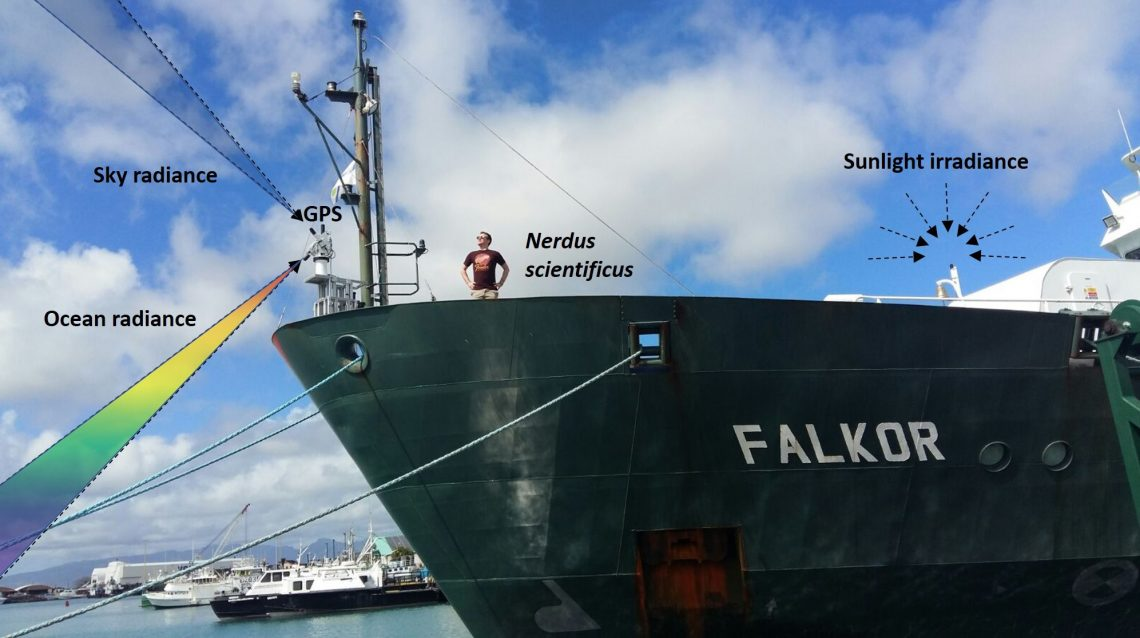 Sky radiance
GPS
Ocean radiance
Nerdus
scientificus
Sunlight irradiance
FALKOR